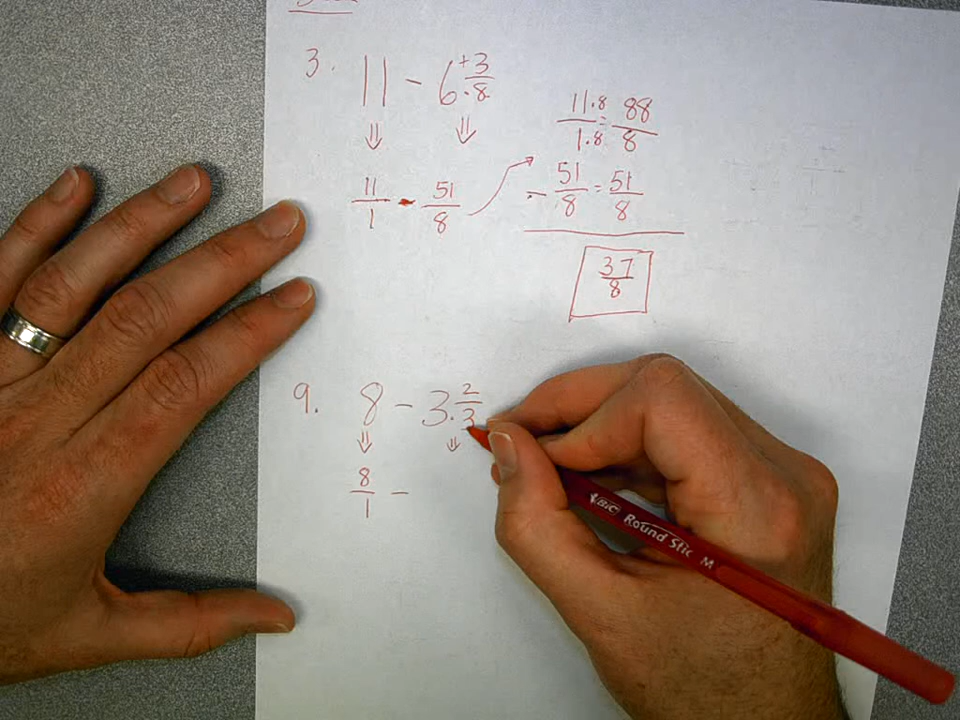 3. 11 - 6 + 3/8
⇓ ⇓
11/1 - 51/8
11·8/1·8 = 88/8
- 51/8 = 51/8
37/8
9. 8 - 3 · 2/3
⇓ ⇓
8/1 -
BIC Round Stic M